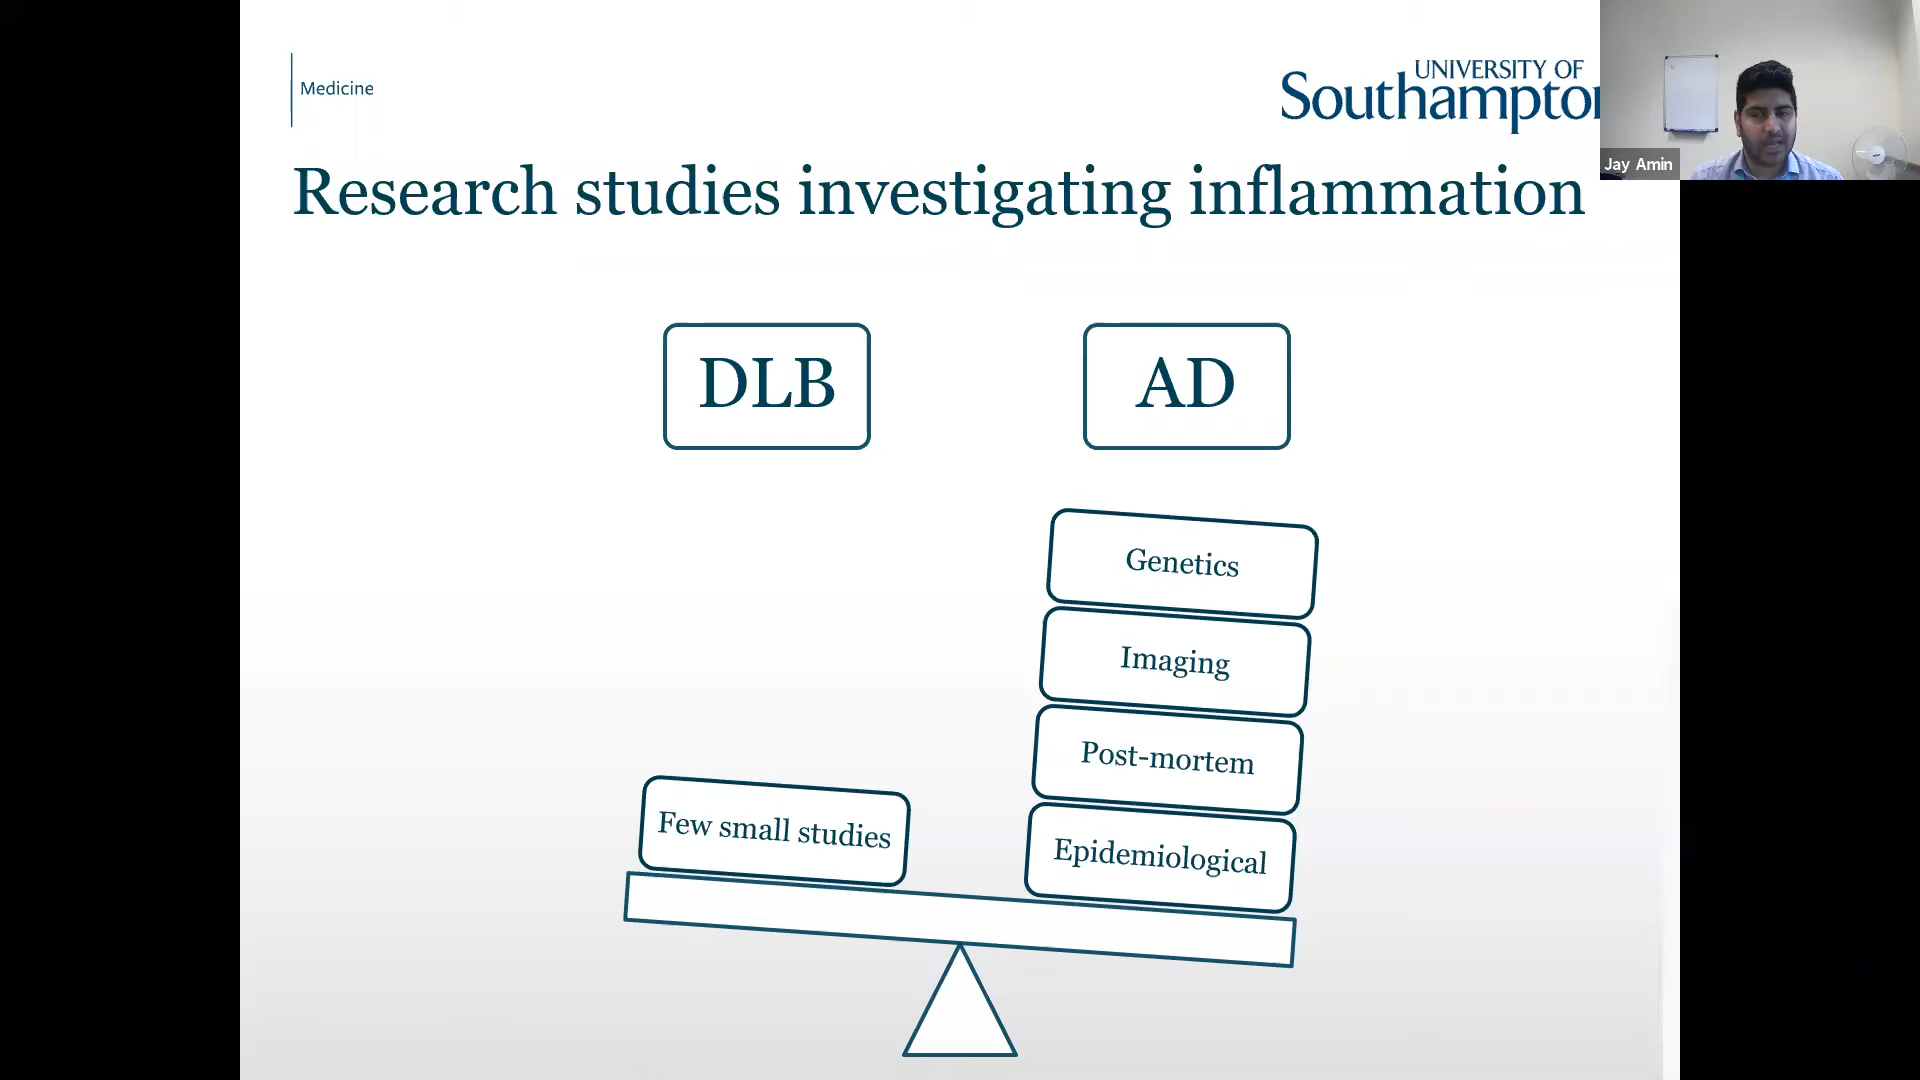 Medicine
UNIVERSITY OF
Southampton
Jay Amin
Research studies investigating inflammation
DLB
AD
Genetics
Imaging
Post-mortem
Few small studies
Epidemiological